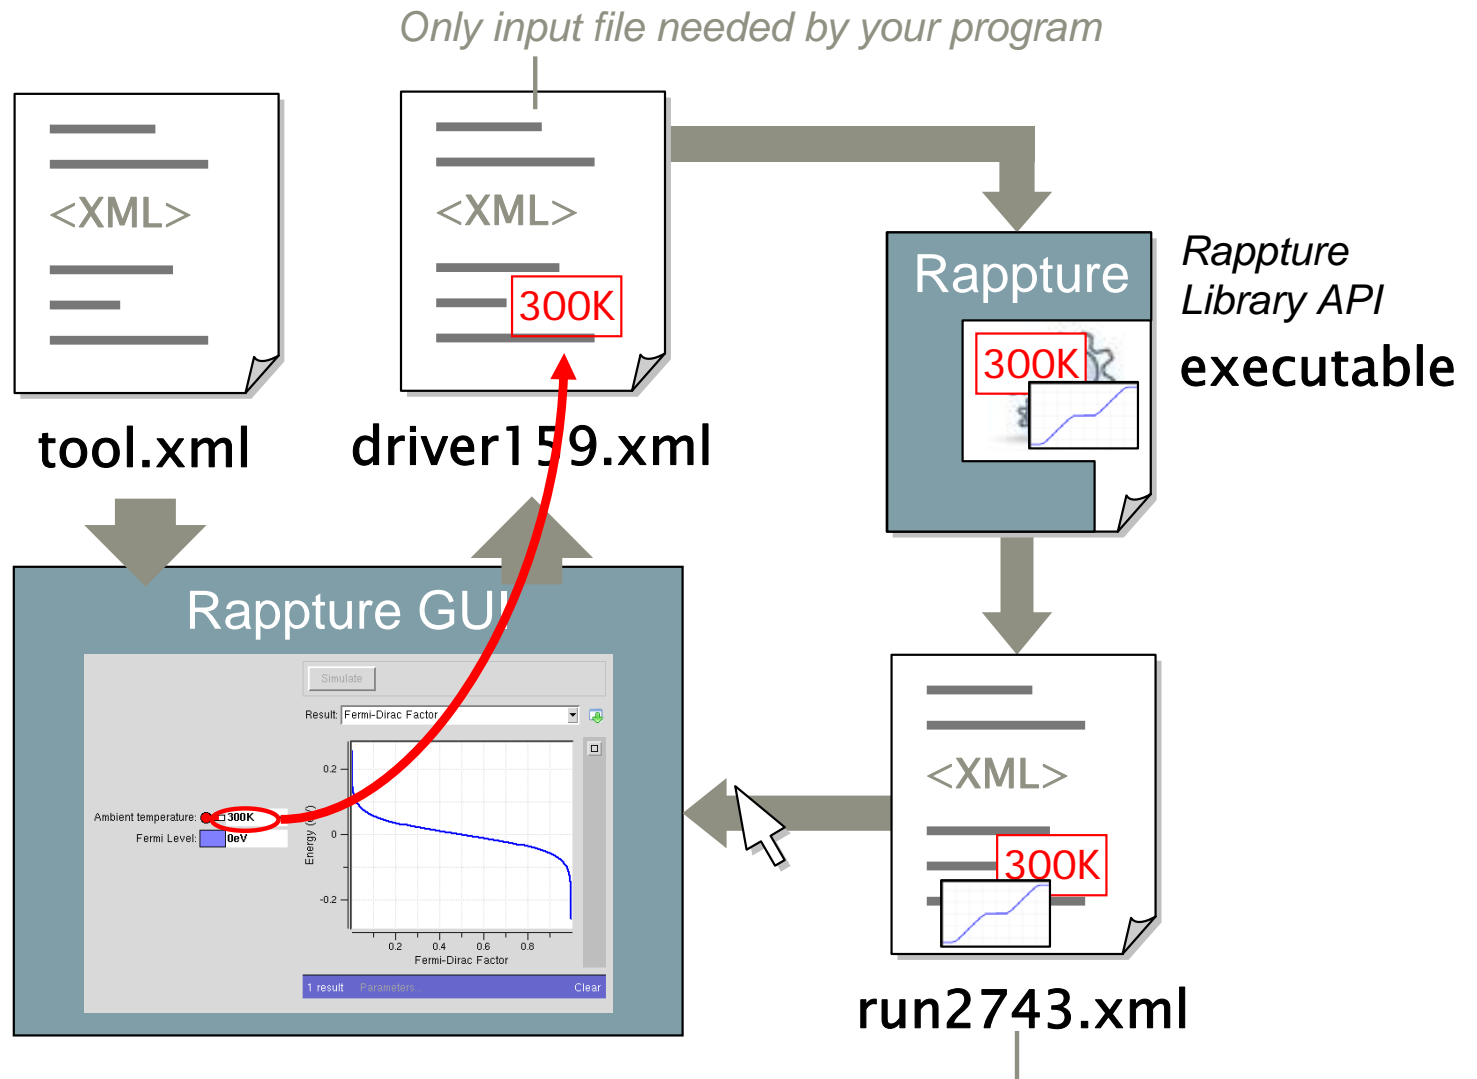 Only input file needed by your program
<XML>
tool.xml
<XML>
300K
driver159.xml
Rappture
300K
Rappture
Library API
executable
Rappture GUI
Simulate
Result: Fermi-Dirac Factor
Ambient temperature: 300K
Fermi Level: 0eV
Energy (eV)
0.2
0
-0.2
0.2 0.4 0.6 0.8
Fermi-Dirac Factor
1 result Parameters... Clear
<XML>
300K
run2743.xml